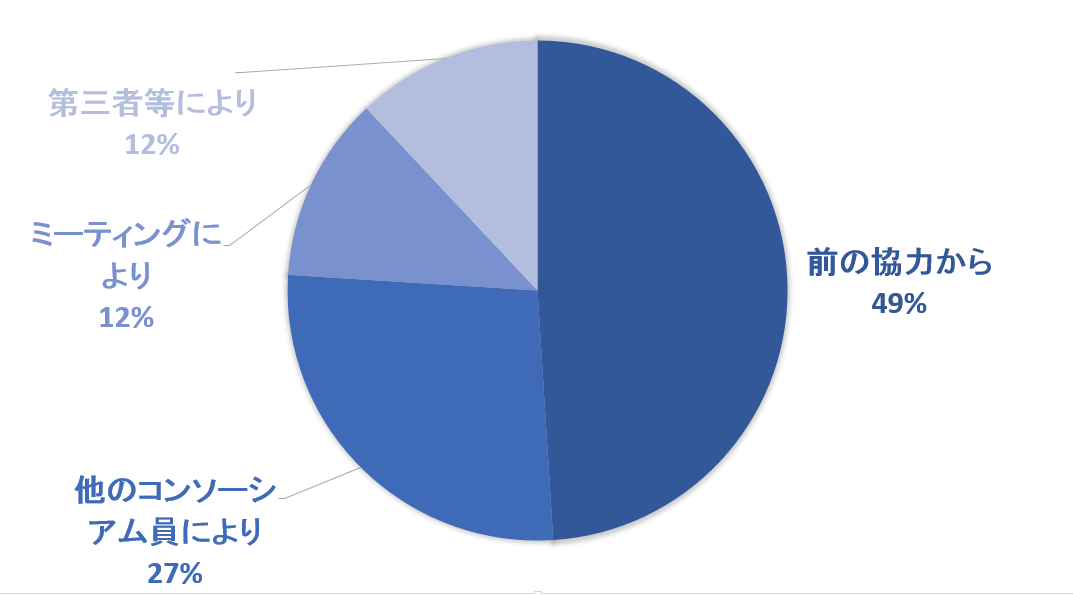 第三者等により
12%
ミーティングに
より
12%
前の協力から
49%
他のコンソーシ
アム員により
27%